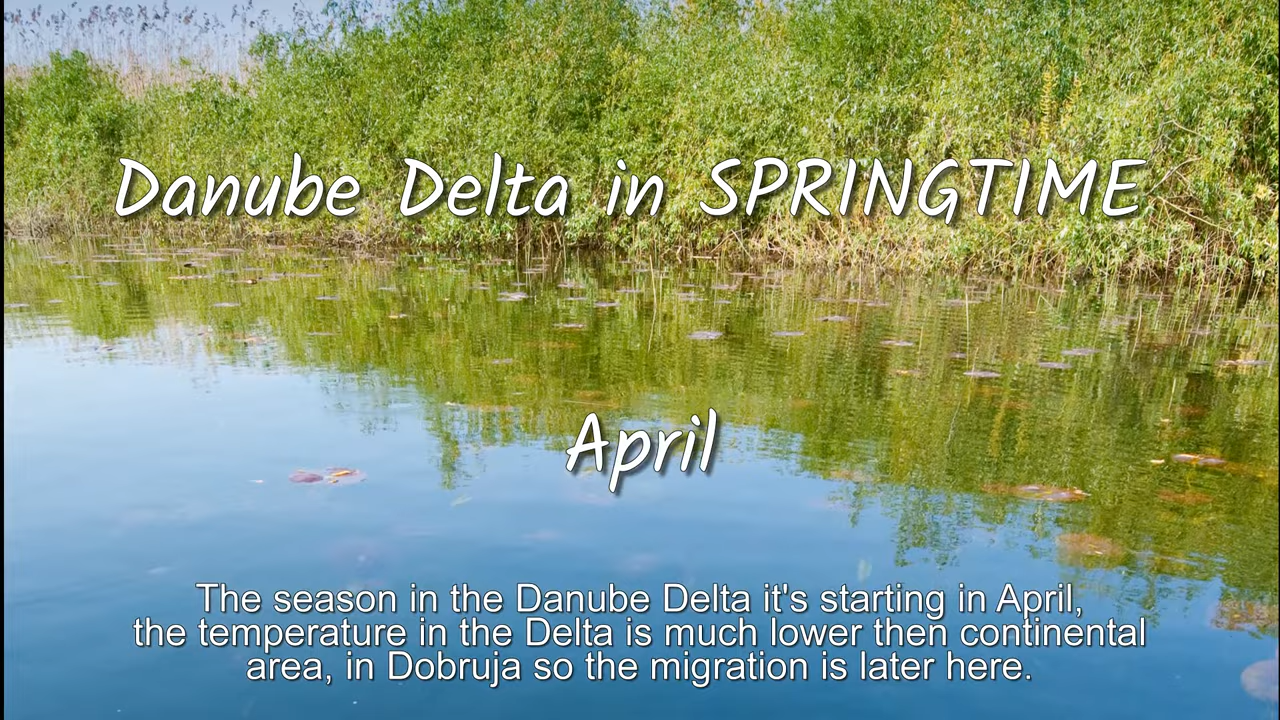 Danube Delta in SPRINGTIME
April
The season in the Danube Delta it's starting in April,
the temperature in the Delta is much lower then continental
area, in Dobruja so the migration is later here.